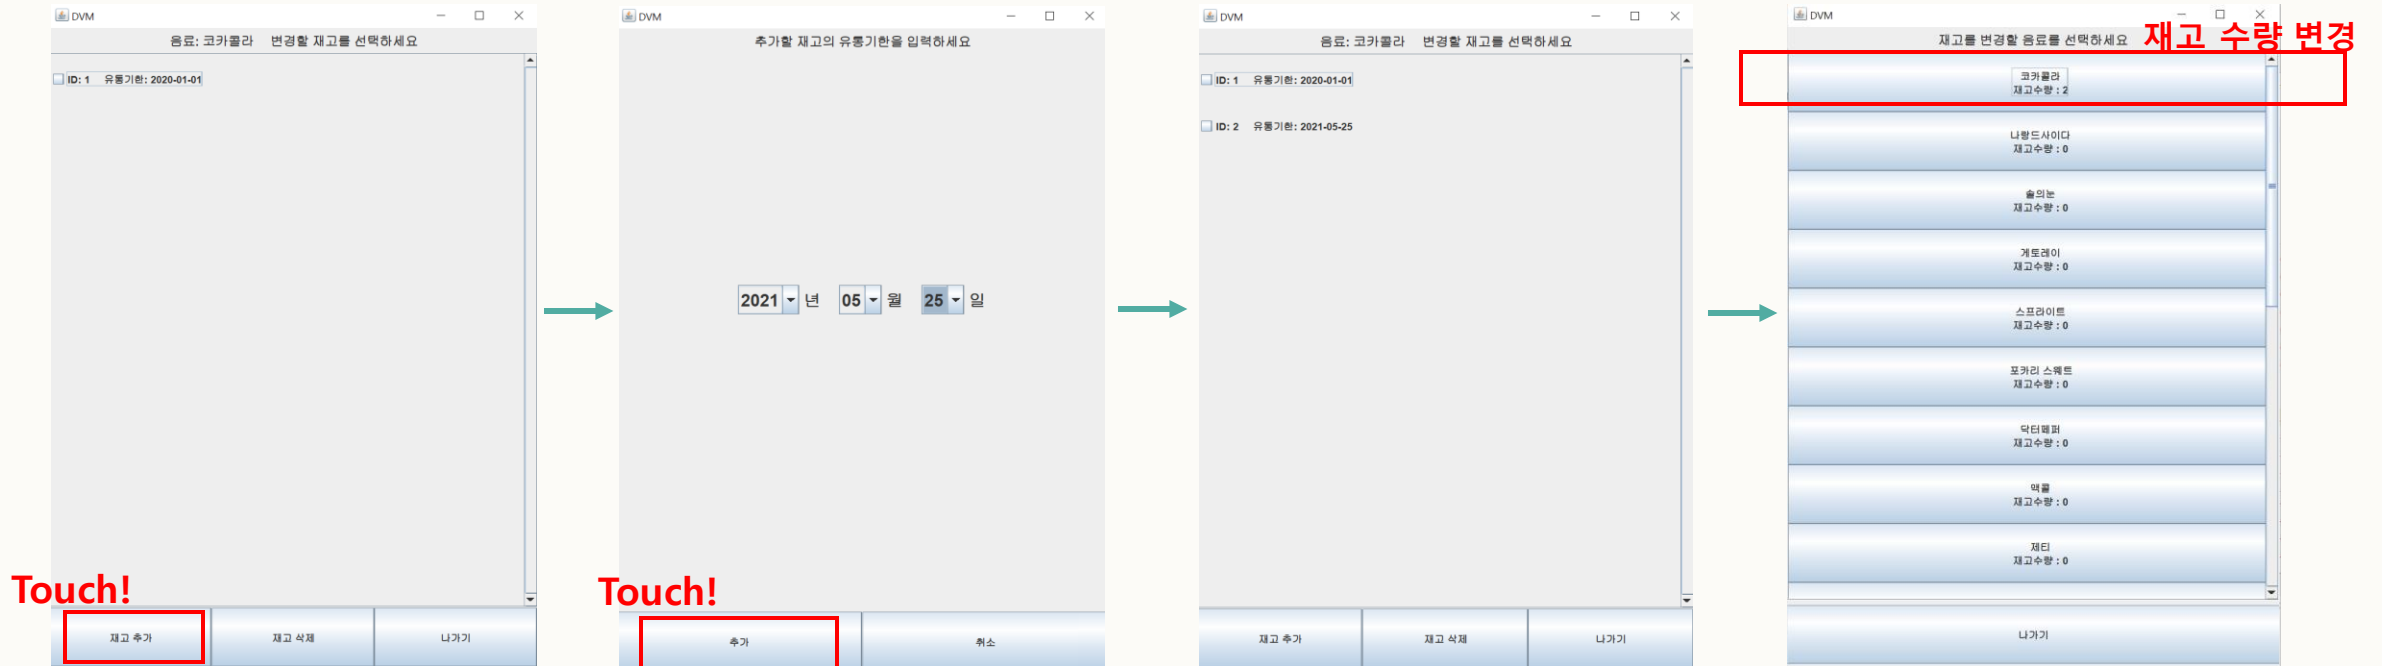 DVM
음료: 코카콜라 변경할 재고를 선택하세요
ID: 1 유통기한: 2020-01-01
Touch!
재고 추가 재고 삭제 나가기
DVM
추가할 재고의 유통기한을 입력하세요
2021 년 05 월 25 일
Touch!
추가 취소
DVM
음료: 코카콜라 변경할 재고를 선택하세요
ID: 1 유통기한: 2020-01-01
ID: 2 유통기한: 2021-05-25
재고 추가 재고 삭제 나가기
DVM
재고를 변경할 음료를 선택하세요
재고 수량 변경
코카콜라
재고수량 : 2
나랑드사이다
재고수량 : 0
솔의눈
재고수량 : 0
게토레이
재고수량 : 0
스프라이트
재고수량 : 0
포카리 스웨트
재고수량 : 0
닥터페퍼
재고수량 : 0
맥콜
재고수량 : 0
제티
재고수량 : 0
나가기